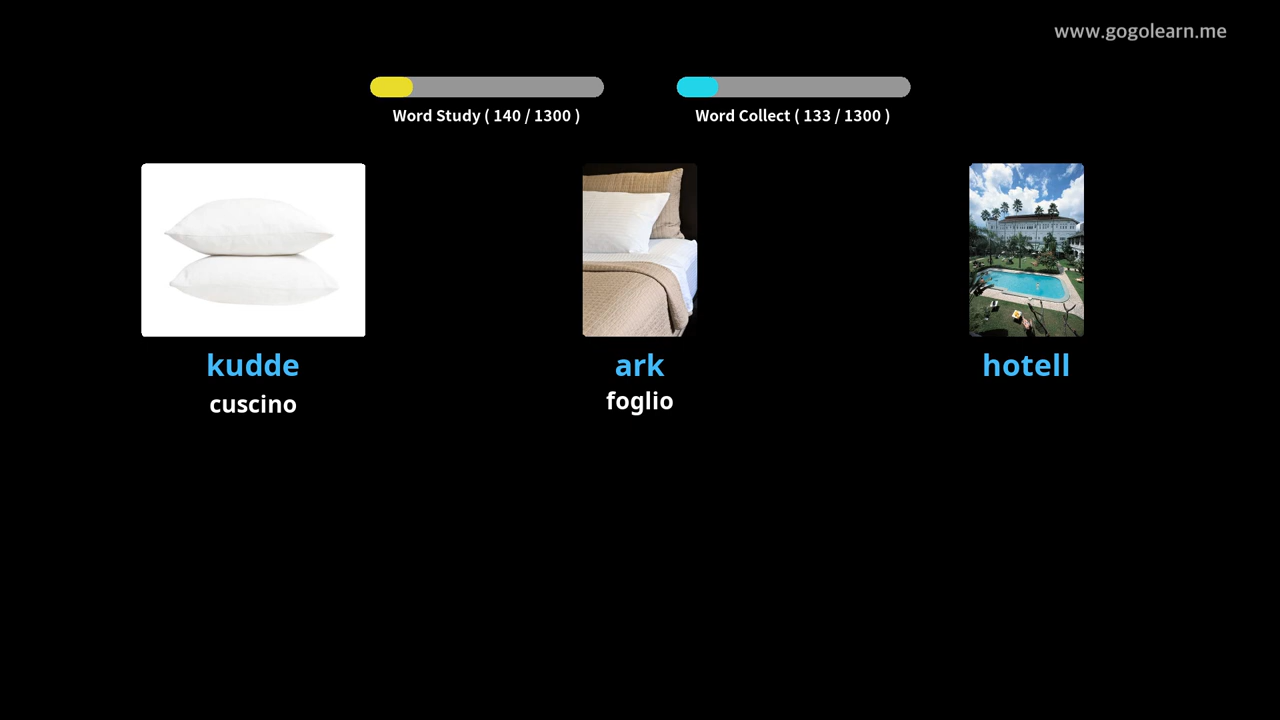 www.gogolearn.me
Word Study ( 140 / 1300 )
Word Collect ( 133 / 1300 )
kudde
ark
hotell
cuscino
foglio